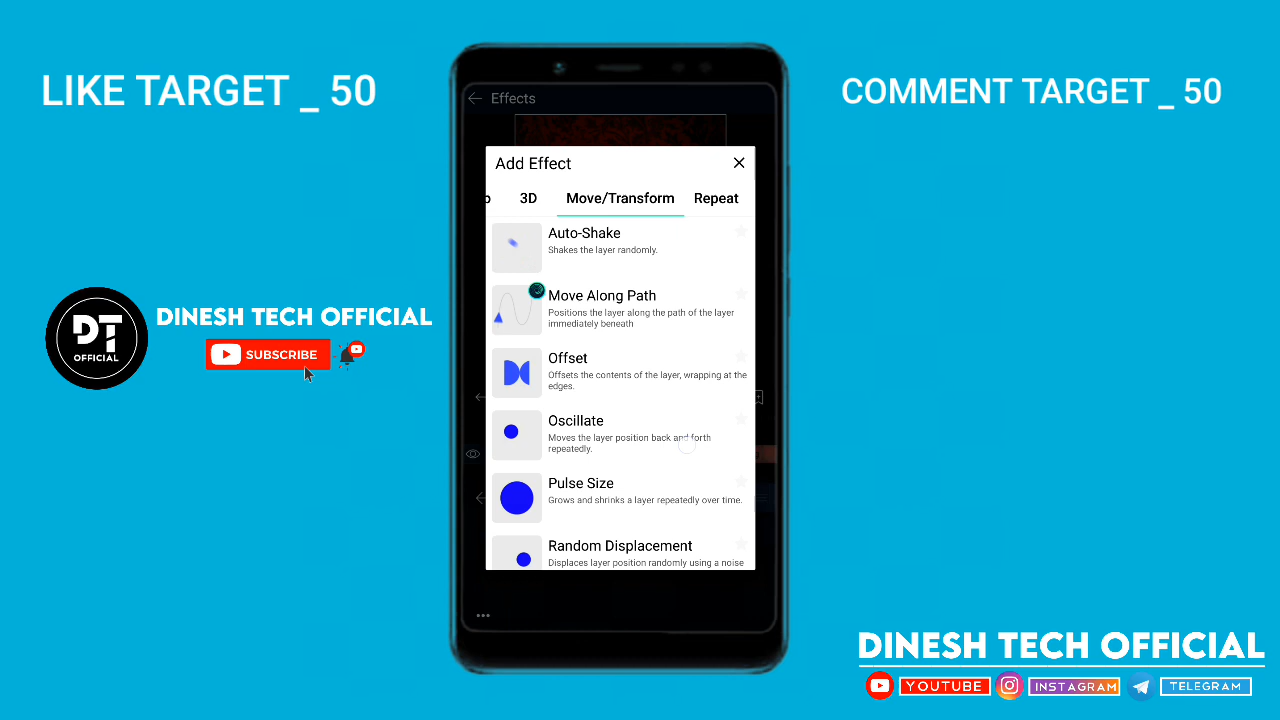 LIKE TARGET _ 50
COMMENT TARGET _ 50
Effects
Add Effect
3D
Move/Transform
Repeat
Auto-Shake
Shakes the layer randomly.
Move Along Path
Positions the layer along the path of the layer
immediately beneath
Offset
Offsets the contents of the layer, wrapping at the
edges.
Oscillate
Moves the layer position back and forth
repeatedly.
Pulse Size
Grows and shrinks a layer repeatedly over time.
Random Displacement
Displaces layer position randomly using a noise
DT
OFFICIAL
DINESH TECH OFFICIAL
SUBSCRIBE
DINESH TECH OFFICIAL
YOUTUBE
INSTAGRAM
TELEGRAM